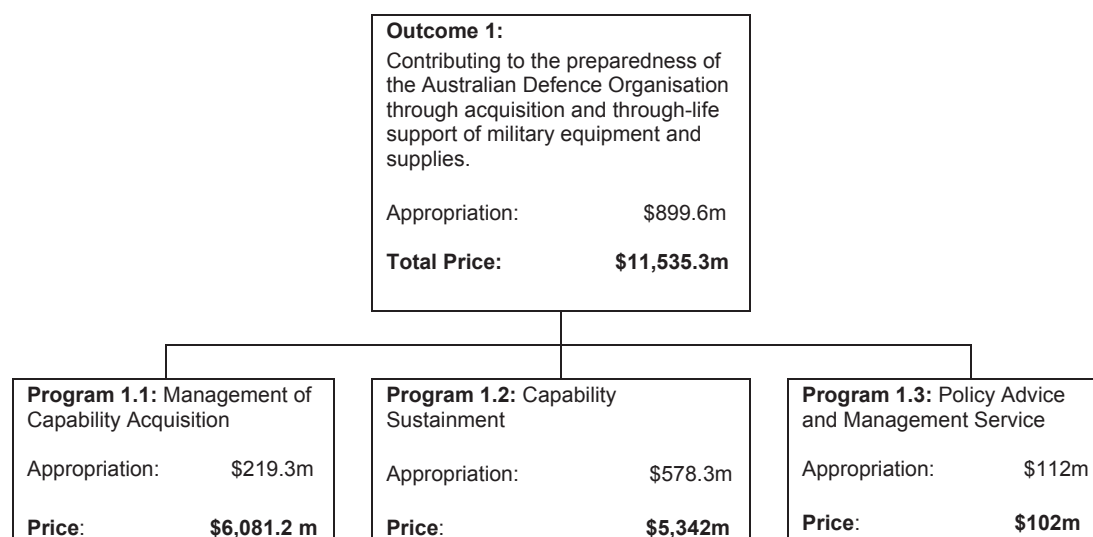 Outcome 1:
Contributing to the preparedness of
the Australian Defence Organisation
through acquisition and through-life
support of military equipment and
supplies.
Appropriation: $899.6m
Total Price: $11,535.3m
Program 1.1: Management of
Capability Acquisition
Appropriation: $219.3m
Price: $6,081.2 m
Program 1.2: Capability
Sustainment
Appropriation: $578.3m
Price: $5,342m
Program 1.3: Policy Advice
and Management Service
Appropriation: $112m
Price: $102m